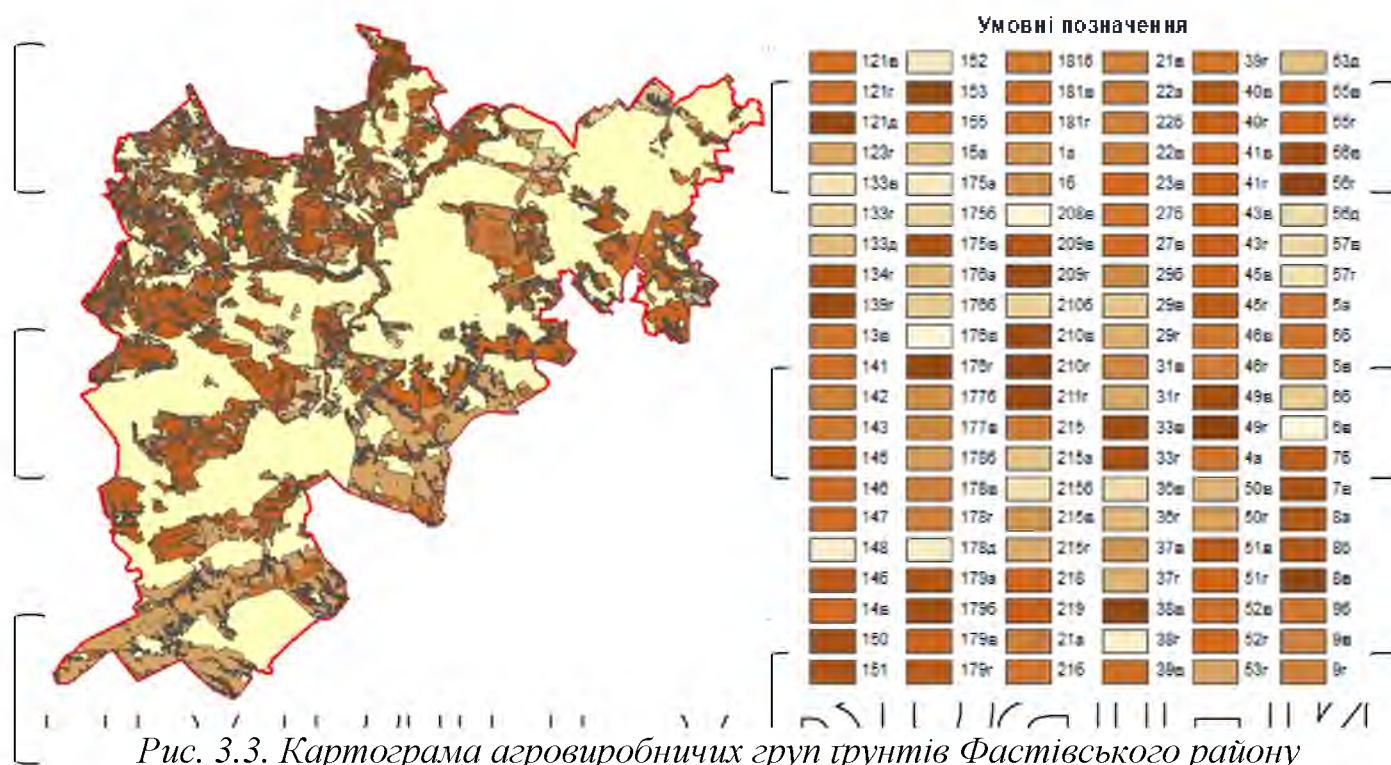 Умовні позначення
121в 152 181б 21в 39г 53д
121г 153 181в 22а 40в 55в
121д 155 181г 22б 40г 55г
123г 15а 1а 22в 41в 56в
133в 175а 1б 23в 41г 56г
133г 175б 208в 27б 43в 56д
133д 175в 209в 27в 43г 57в
134г 176а 209г 29б 45в 57г
139г 176б 210б 29в 45г 5а
13в 176в 210в 29г 46в 5б
141 176г 210г 31в 46г 5в
142 177б 211г 31г 49в 6б
143 177в 215 33в 49г 6в
145 178б 215а 33г 4а 7б
146 178в 215б 36в 50в 7в
147 178г 215в 36г 50г 8а
148 178д 215г 37в 51в 8б
14б 179а 218 37г 51г 8в
14в 179б 219 38в 52в 9б
150 179в 21а 38г 52г 9в
151 179г 21б 39в 53г 9г
Рис. 3.3. Картограма агровиробничих груп ґрунтів Фастівського району